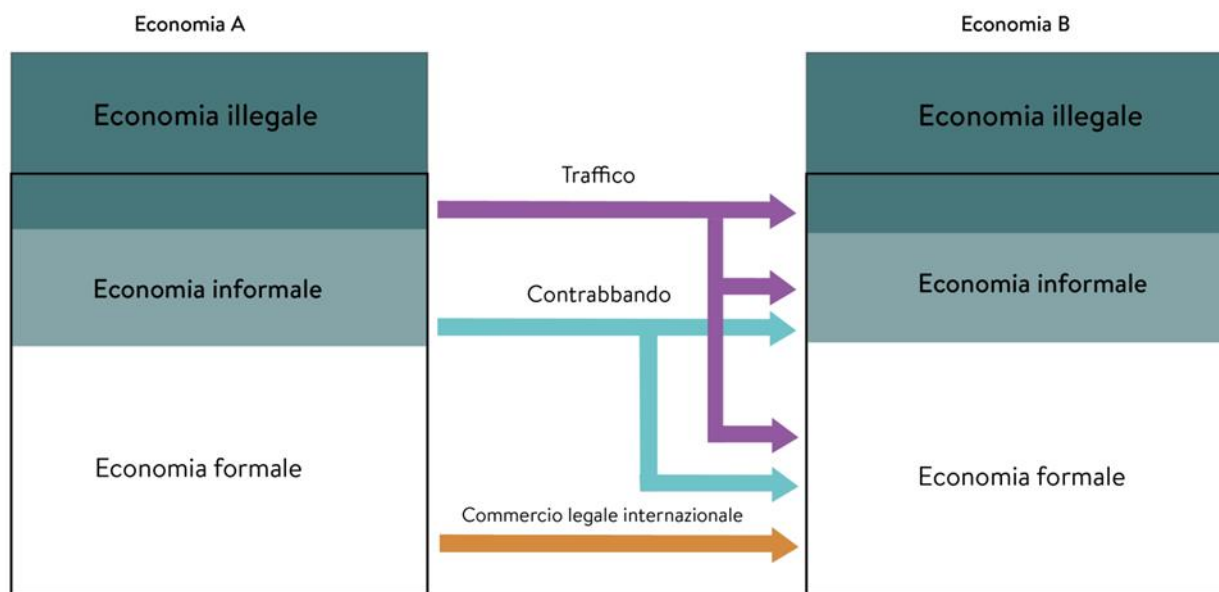 Economia A
Economia B
Economia illegale
Economia illegale
Traffico
Economia informale
Contrabbando
Economia informale
Economia formale
Economia formale
Commercio legale internazionale